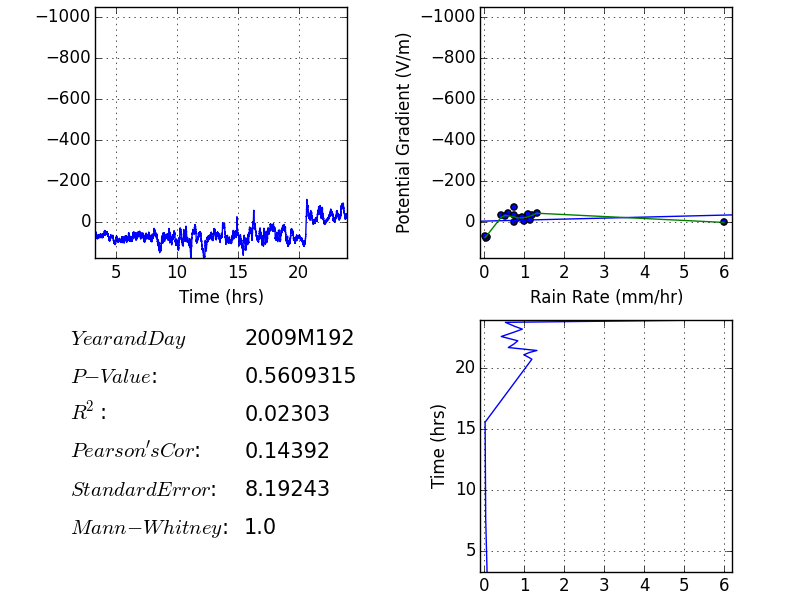 −1000
−800
−600
−400
−200
0
5 10 15 20
Time (hrs)
Potential Gradient (V/m)
−1000
−800
−600
−400
−200
0
0 1 2 3 4 5 6
Rain Rate (mm/hr)
YearandDay 2009M192
P−Value: 0.5609315
R²: 0.02303
Pearson′sCor: 0.14392
StandardError: 8.19243
Mann−Whitney: 1.0
Time (hrs)
20
15
10
5
0 1 2 3 4 5 6